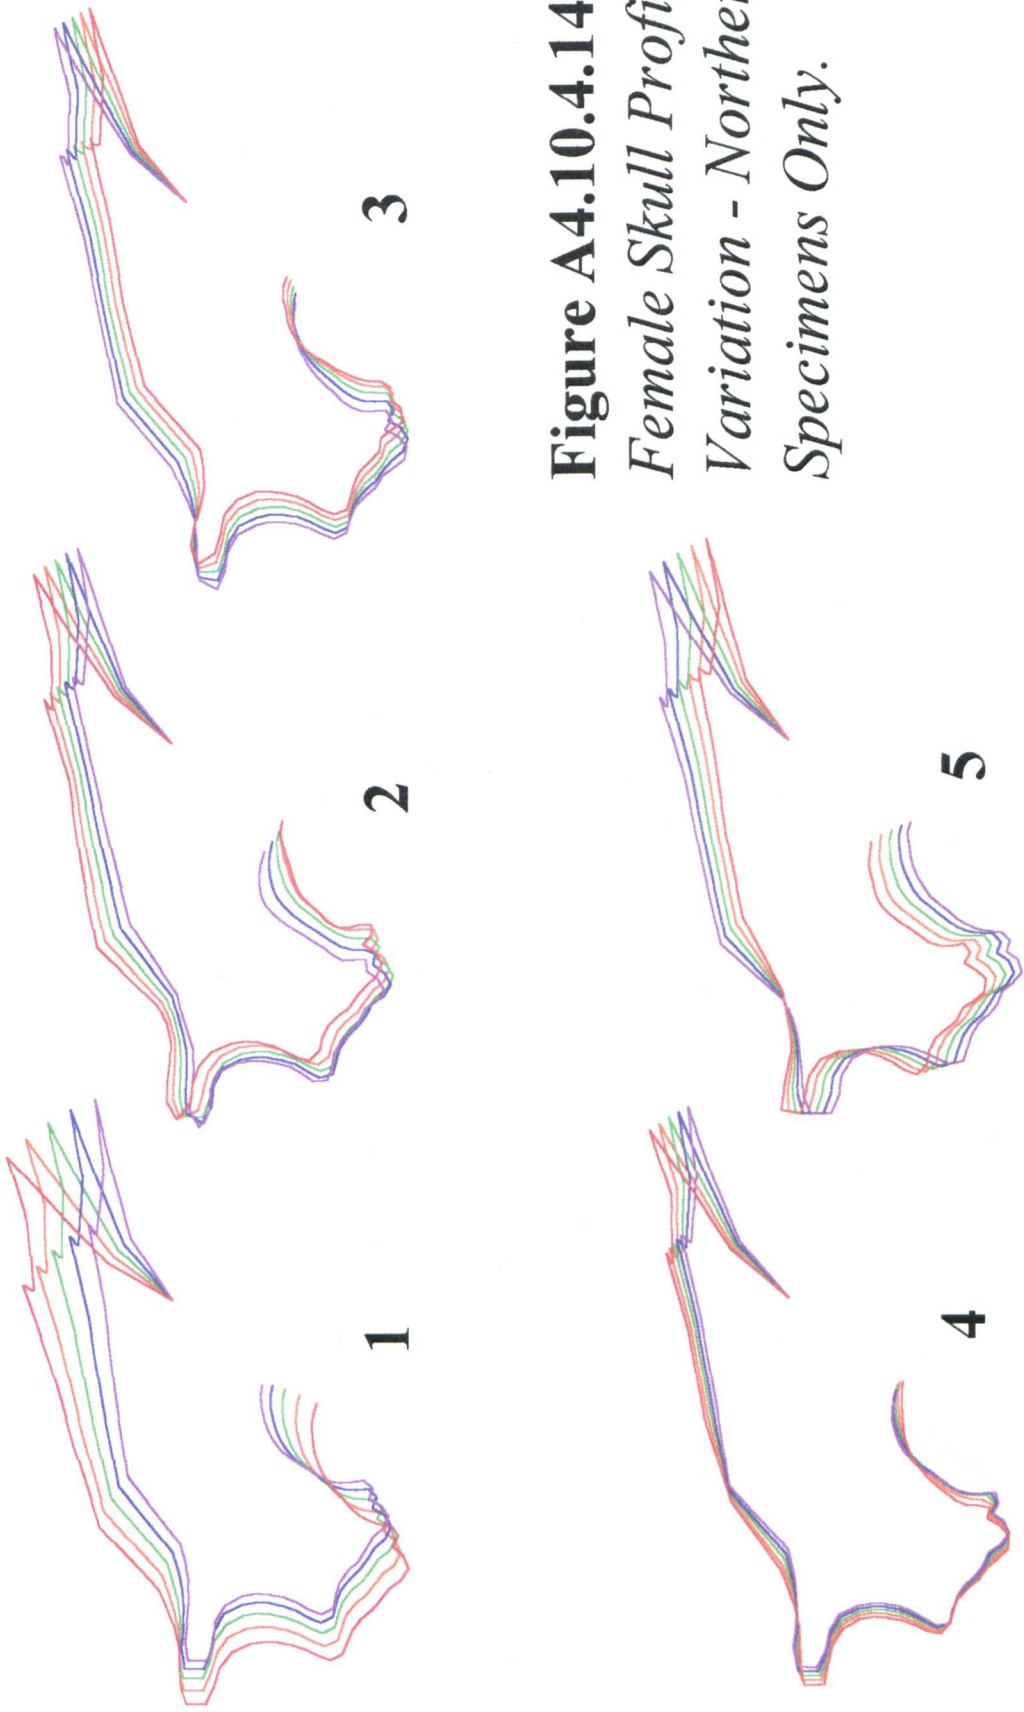 1 2 3
Figure A4.10.4.14
Female Skull Profi
Variation - Norther
Specimens Only.
4 5